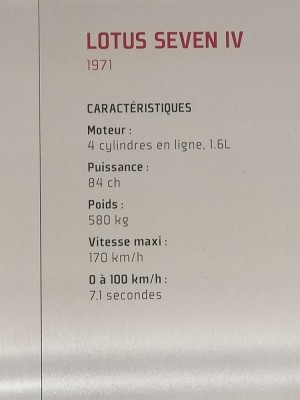 LOTUS SEVEN IV
1971
CARACTÉRISTIQUES
Moteur :
4 cylindres en ligne, 1.6L
Puissance :
84 ch
Poids :
580 kg
Vitesse maxi :
170 km/h
0 à 100 km/h :
7.1 secondes